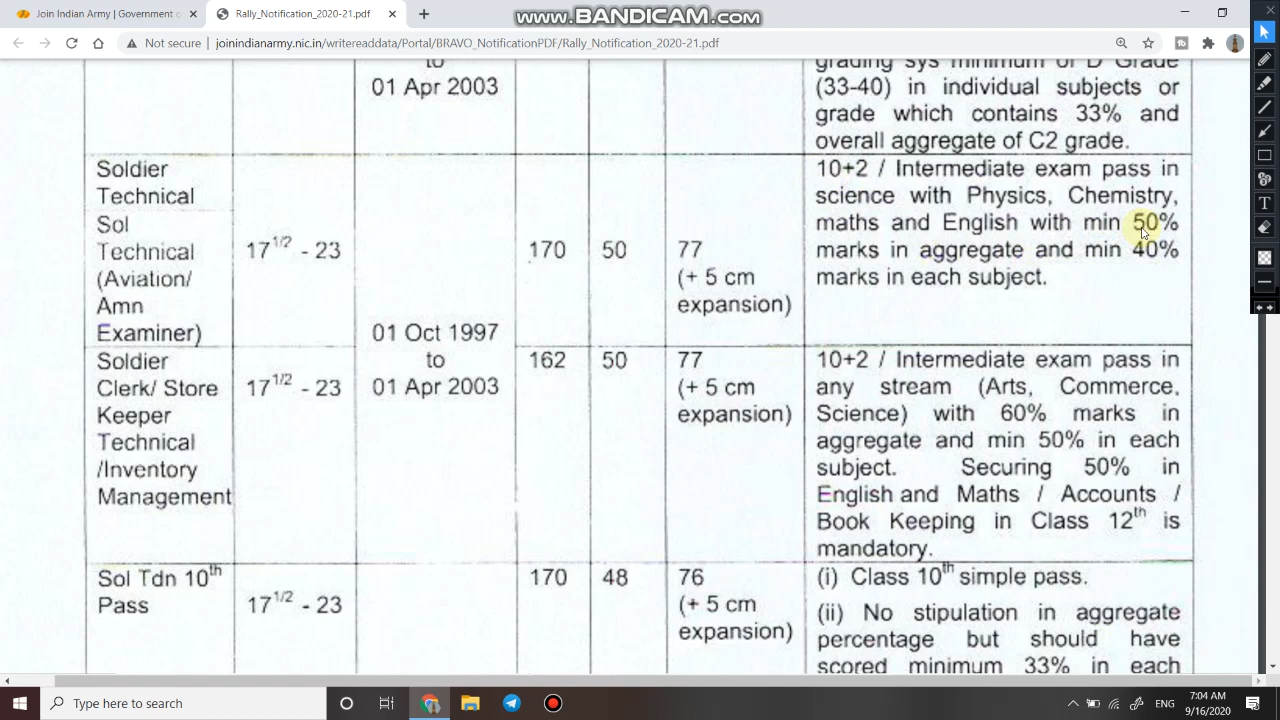 Join Indian Army | Government o
Rally_Notification_2020-21.pdf
www.BANDICAM.com
Not secure
joinindianarmy.nic.in/writereaddata/Portal/BRAVO_NotificationPDF/Rally_Notification_2020-21.pdf
to
01 Apr 2003
grading sys minimum of D Grade
(33-40) in individual subjects or
grade which contains 33% and
overall aggregate of C2 grade.
Soldier
Technical
Sol
Technical
(Aviation/
Amn
Examiner)
17 1/2 - 23
170
50
77
(+ 5 cm
expansion)
10+2 / Intermediate exam pass in
science with Physics, Chemistry,
maths and English with min 50%
marks in aggregate and min 40%
marks in each subject.
01 Oct 1997
to
01 Apr 2003
Soldier
Clerk/ Store
Keeper
Technical
/Inventory
Management
17 1/2 - 23
162
50
77
(+ 5 cm
expansion)
10+2 / Intermediate exam pass in
any stream (Arts, Commerce,
Science) with 60% marks in
aggregate and min 50% in each
subject. Securing 50% in
English and Maths / Accounts /
Book Keeping in Class 12th is
mandatory.
Sol Tdn 10th
Pass
17 1/2 - 23
170
48
76
(+ 5 cm
expansion)
(i) Class 10th simple pass.
(ii) No stipulation in aggregate
percentage but should have
scored minimum 33% in each
Type here to search
ENG
7:04 AM
9/16/2020